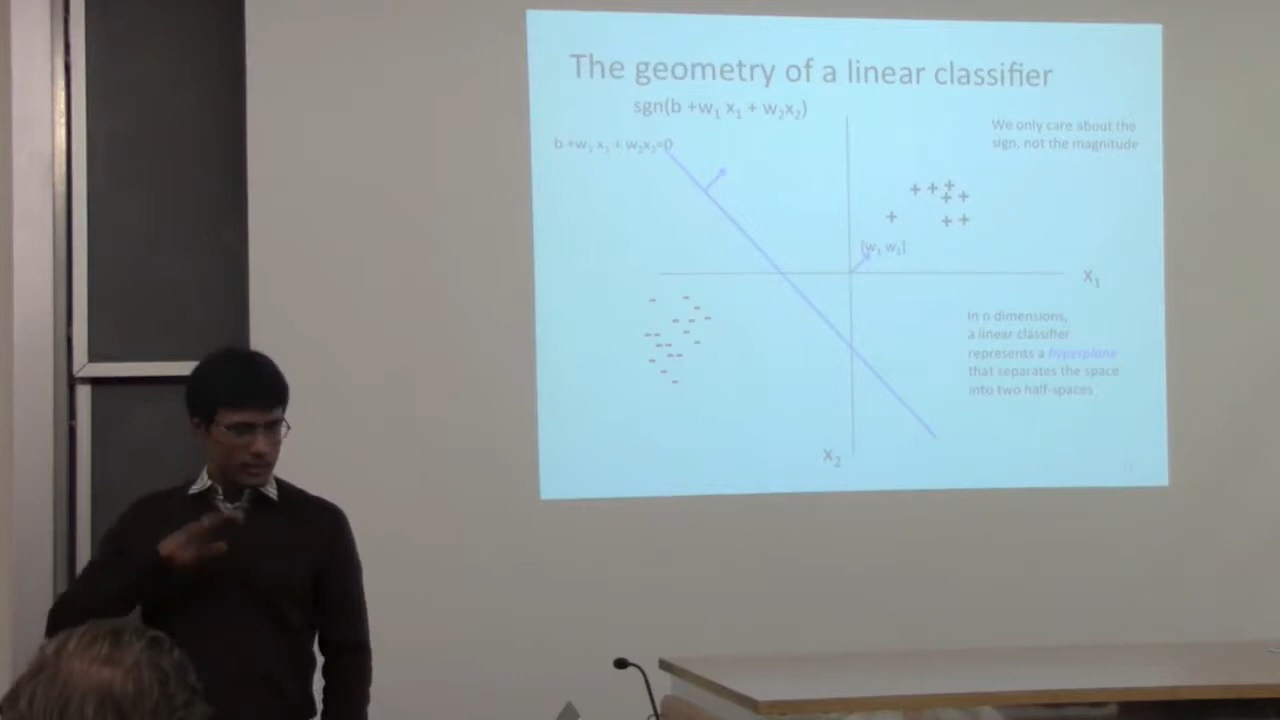 The geometry of a linear classifier
sgn(b +w₁ x₁ + w₂x₂)
b +w₁ x₁ + w₂x₂=0
We only care about the
sign, not the magnitude
[w₁ w₂]
x₁
In n dimensions,
a linear classifier
represents a hyperplane
that separates the space
into two half-spaces
x₂